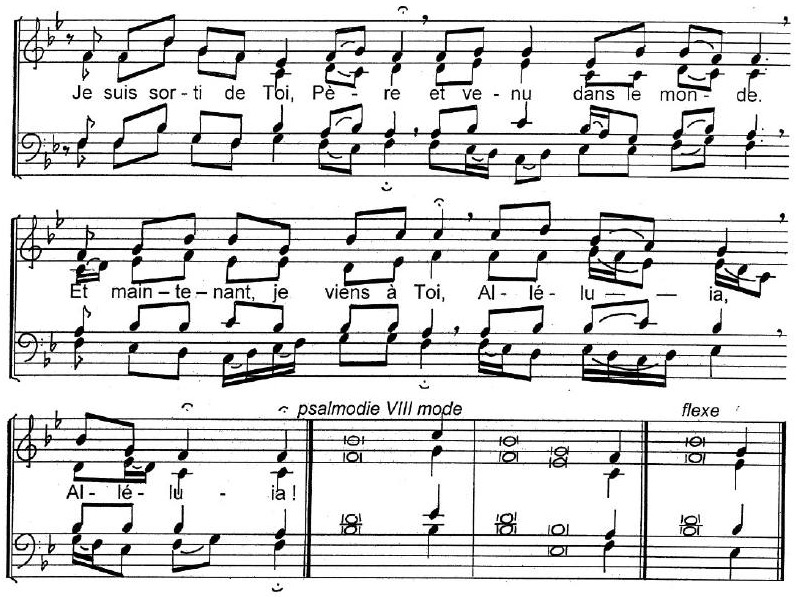 Je suis sor - ti de Toi, Pè - re et ve - nu dans le mon - de.
Et main - te - nant, je viens à Toi, Al - lé - lu - ia,
psalmodie VIII mode flexe
Al - lé - lu - ia !